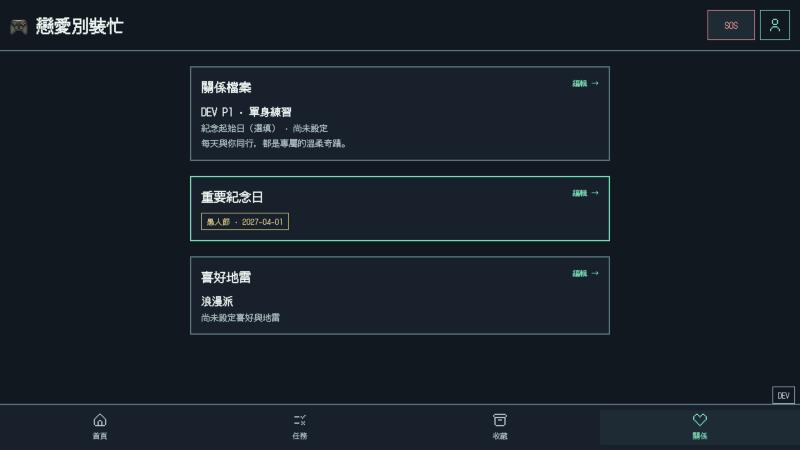 戀愛別裝忙
SOS
關係檔案
編輯 →
DEV P1 · 單身練習
紀念起始日（選填） · 尚未設定
每天與你同行，都是專屬的溫柔奇蹟。
重要紀念日
編輯 →
愚人節 · 2027-04-01
喜好地雷
編輯 →
浪漫派
尚未設定喜好與地雷
DEV
首頁
任務
收藏
關係